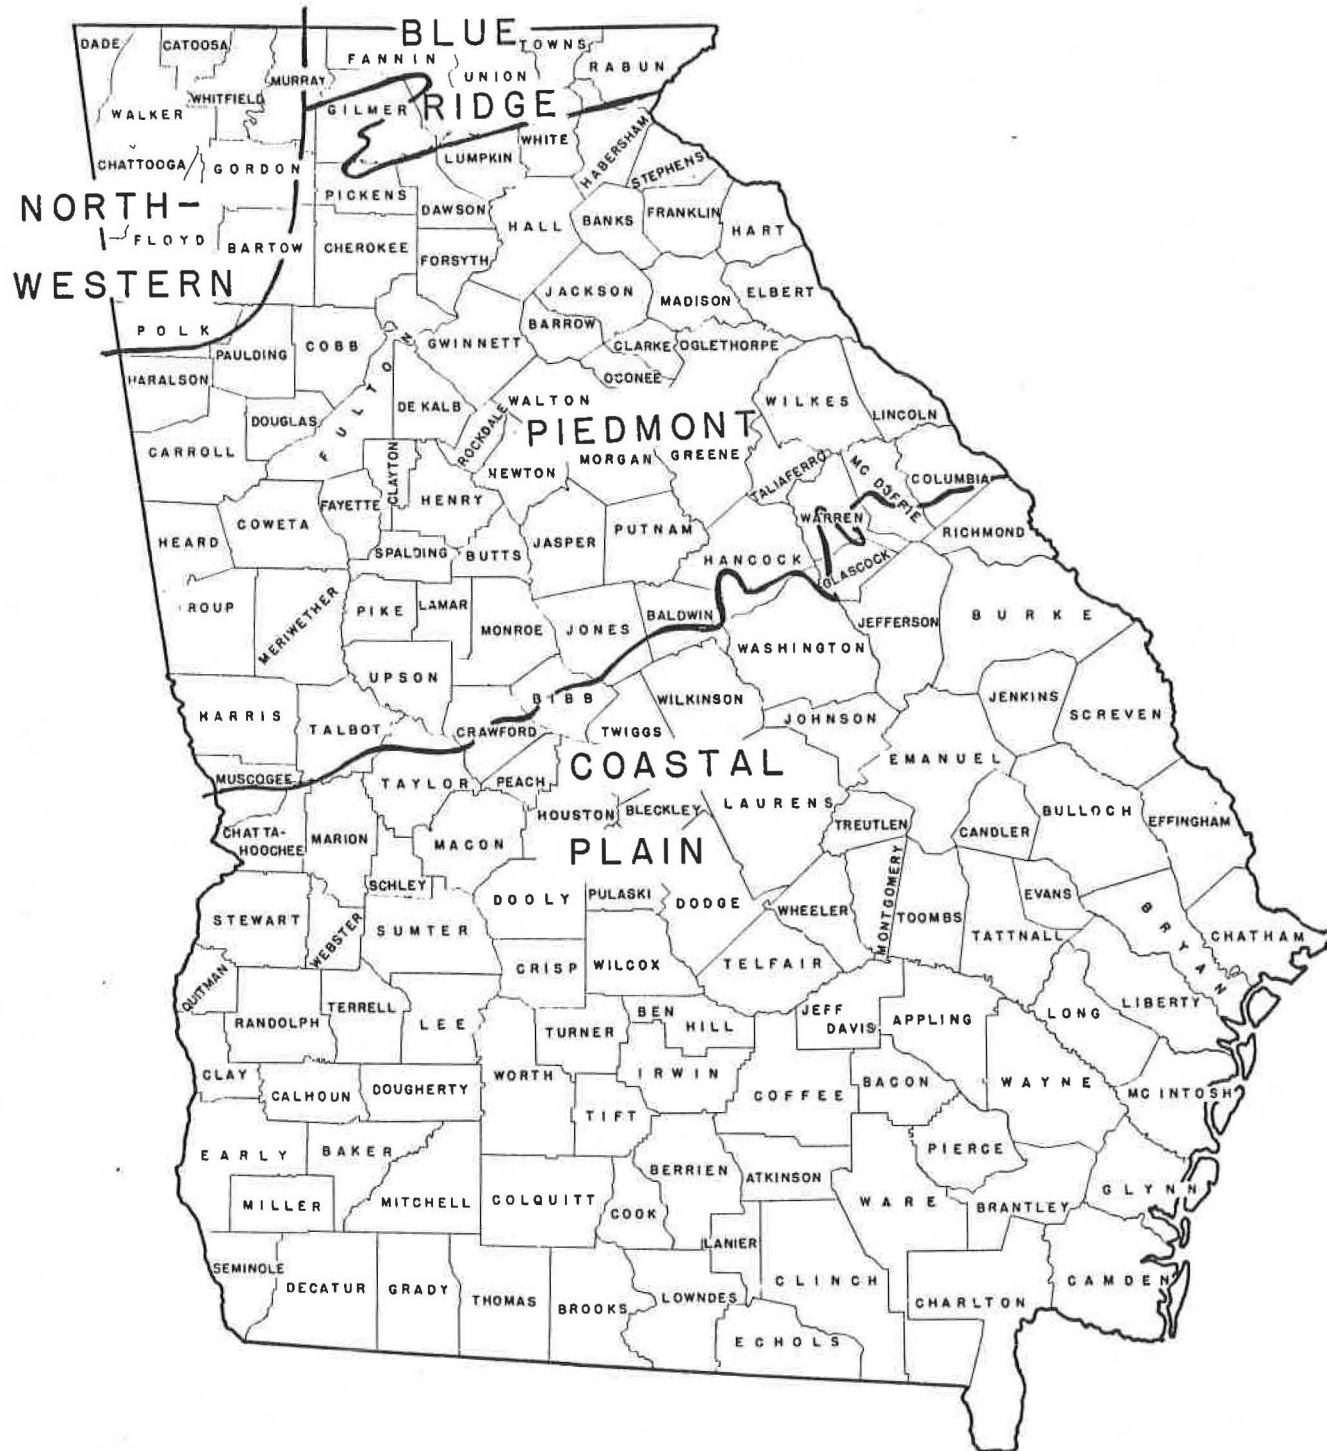 BLUE
RIDGE
NORTH-
WESTERN
PIEDMONT
COASTAL
PLAIN
DADE
CATOOSA
FANNIN
TOWNS
UNION
RABUN
MURRAY
WHITFIELD
WALKER
GILMER
WHITE
HABERSHAM
STEPHENS
LUMPKIN
CHATTOOGA
GORDON
PICKENS
DAWSON
HALL
BANKS
FRANKLIN
HART
FLOYD
BARTOW
CHEROKEE
FORSYTH
JACKSON
MADISON
ELBERT
POLK
PAULDING
COBB
FULTON
GWINNETT
BARROW
CLARKE
OGLETHORPE
OCONEE
HARALSON
DOUGLAS
DE KALB
ROCKDALE
WALTON
WILKES
LINCOLN
CARROLL
CLAYTON
NEWTON
MORGAN
GREENE
TALIAFERRO
MC DUFFIE
COLUMBIA
FAYETTE
HENRY
COWETA
HEARD
SPALDING
BUTTS
JASPER
PUTNAM
HANCOCK
WARREN
RICHMOND
GLASCOCK
ROUP
MERIWETHER
PIKE
LAMAR
MONROE
JONES
BALDWIN
WASHINGTON
JEFFERSON
BURKE
UPSON
HARRIS
TALBOT
CRAWFORD
BIBB
TWIGGS
WILKINSON
JOHNSON
JENKINS
SCREVEN
EMANUEL
MUSCOGEE
TAYLOR
PEACH
HOUSTON
BLECKLEY
LAURENS
TREUTLEN
CANDLER
BULLOCH
EFFINGHAM
CHATTA-
HOOCHEE
MARION
MACON
SCHLEY
DOOLY
PULASKI
DODGE
WHEELER
MONTGOMERY
TOOMBS
EVANS
TATTNALL
BRYAN
CHATHAM
STEWART
WEBSTER
SUMTER
CRISP
WILCOX
TELFAIR
QUITMAN
RANDOLPH
TERRELL
LEE
TURNER
BEN
HILL
JEFF
DAVIS
APPLING
LONG
LIBERTY
CLAY
CALHOUN
DOUGHERTY
WORTH
IRWIN
TIFT
COFFEE
BACON
WAYNE
MC INTOSH
EARLY
BAKER
MILLER
MITCHELL
COLQUITT
COOK
BERRIEN
ATKINSON
PIERCE
WARE
BRANTLEY
GLYNN
SEMINOLE
DECATUR
GRADY
THOMAS
BROOKS
LANIER
LOWNDES
CLINCH
ECHOLS
CHARLTON
CAMDEN